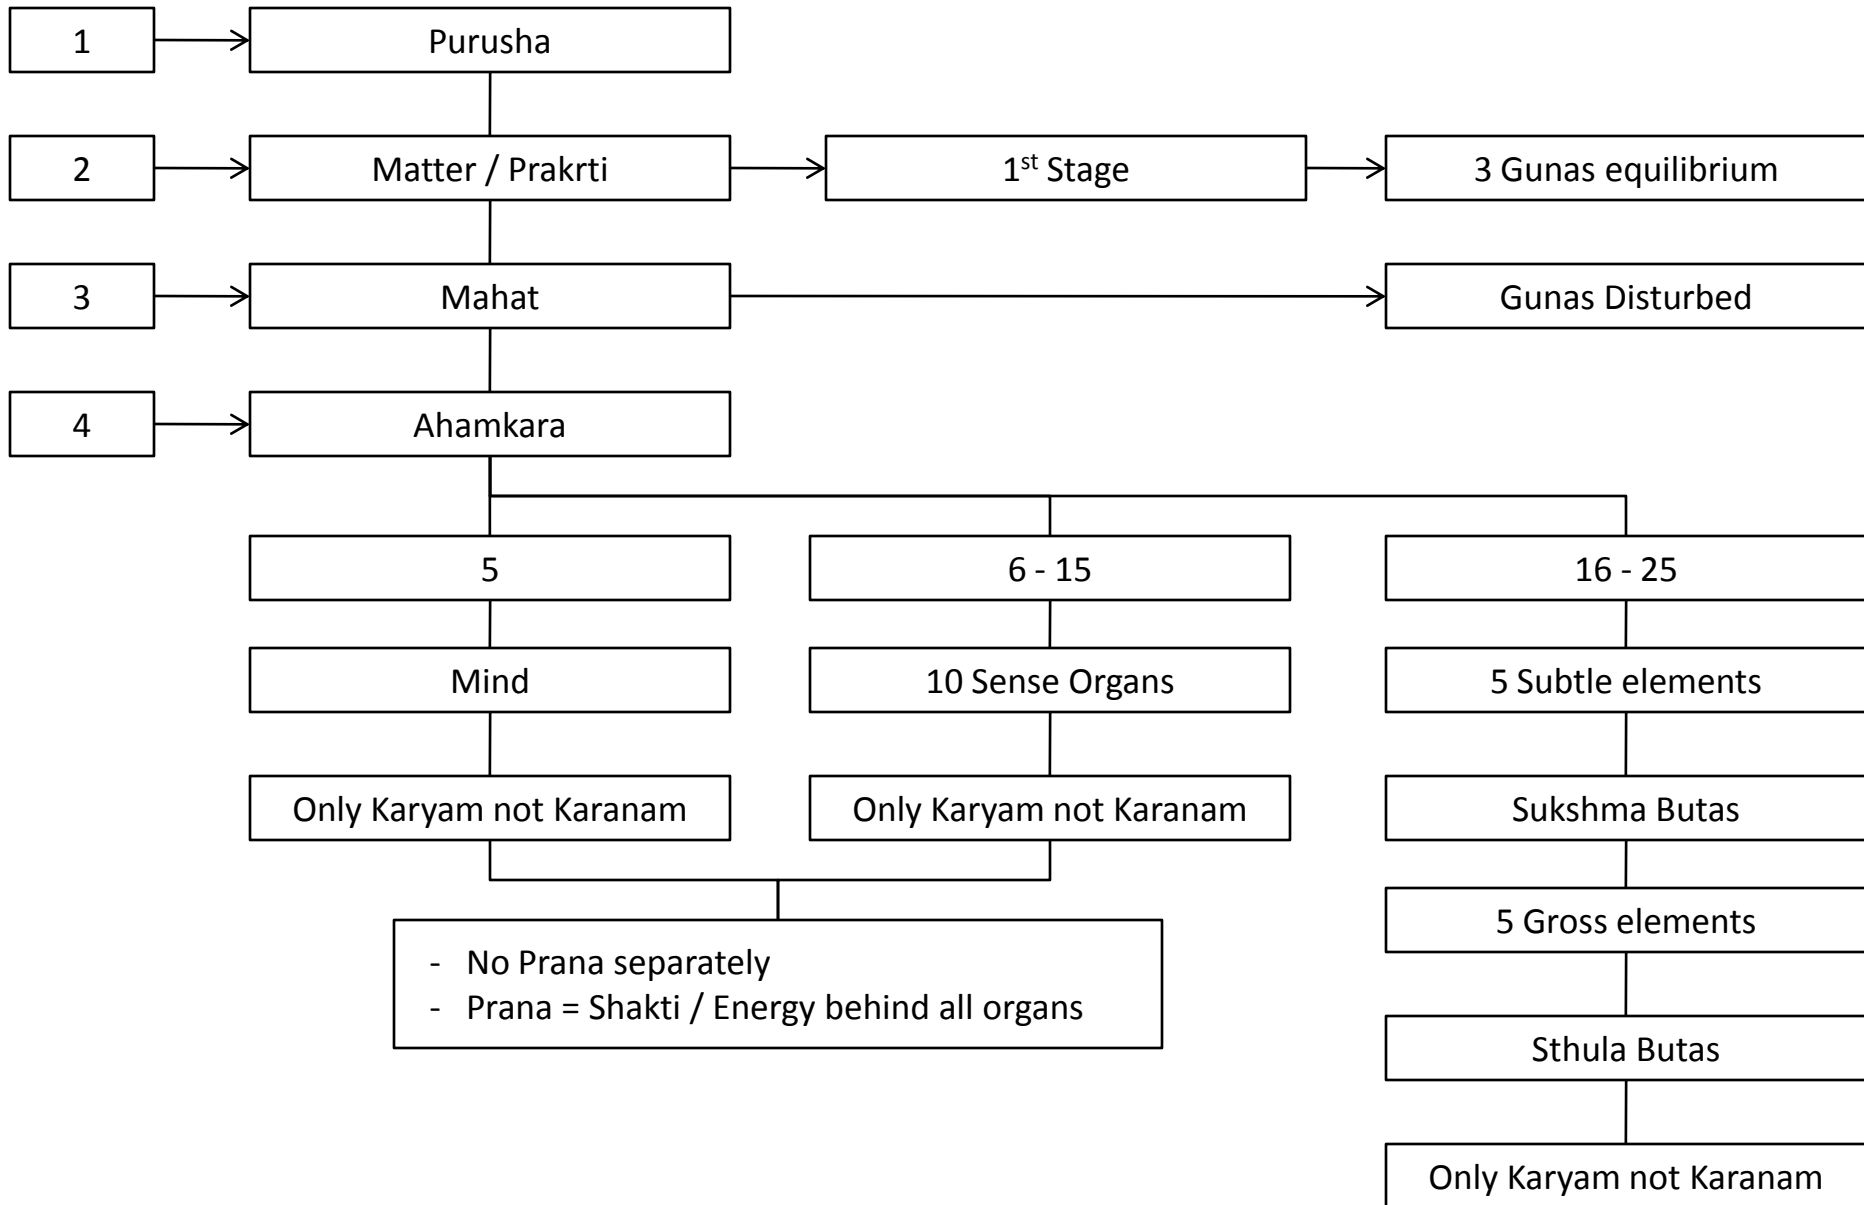 1
Purusha
2
Matter / Prakrti
1st Stage
3 Gunas equilibrium
3
Mahat
Gunas Disturbed
4
Ahamkara
5
6 - 15
16 - 25
Mind
10 Sense Organs
5 Subtle elements
Only Karyam not Karanam
Only Karyam not Karanam
Sukshma Butas
5 Gross elements
- No Prana separately
- Prana = Shakti / Energy behind all organs
Sthula Butas
Only Karyam not Karanam